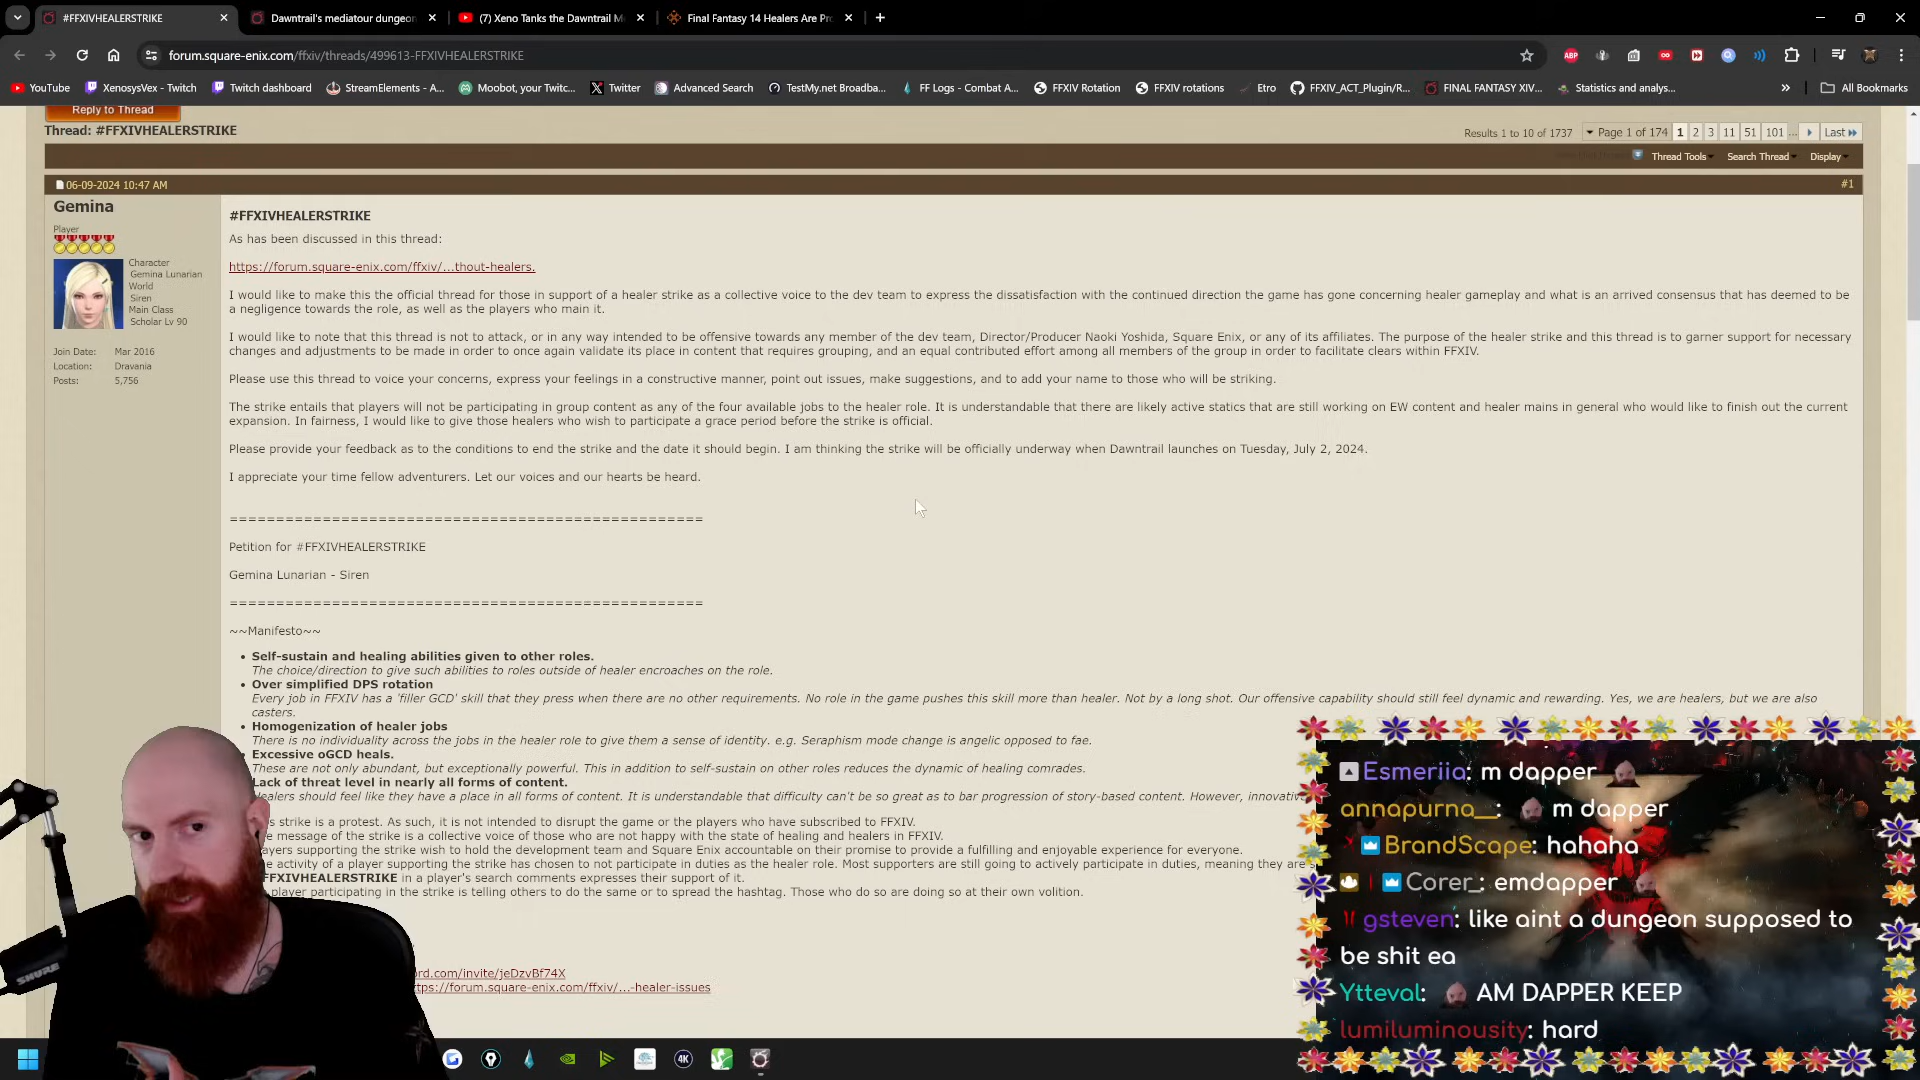 #FFXIVHEALERSTRIKE
Dawntrail's mediatour dungeon
(7) Xeno Tanks the Dawntrail M
Final Fantasy 14 Healers Are Pr
forum.square-enix.com/ffxiv/threads/499613-FFXIVHEALERSTRIKE
YouTube
XenosysVex - Twitch
Twitch dashboard
StreamElements - A...
Moobot, your Twitc...
Twitter
Advanced Search
TestMy.net Broadba...
FF Logs - Combat A...
FFXIV Rotation
FFXIV rotations
Etro
FFXIV_ACT_Plugin/R...
FINAL FANTASY XIV...
Statistics and analys...
»
All Bookmarks
Reply to Thread
Thread: #FFXIVHEALERSTRIKE
Results 1 to 10 of 1737
Page 1 of 174 1 2 3 11 51 101 ... Last
Thread Tools
Search Thread
Display
06-09-2024 10:47 AM
#1
Gemina
Player
Character
Gemina Lunarian
World
Siren
Main Class
Scholar Lv 90
Join Date: Mar 2016
Location: Dravania
Posts: 5,756
#FFXIVHEALERSTRIKE
As has been discussed in this thread:
https://forum.square-enix.com/ffxiv/...thout-healers.
I would like to make this the official thread for those in support of a healer strike as a collective voice to the dev team to express the dissatisfaction with the continued direction the game has gone concerning healer gameplay and what is an arrived consensus that has deemed to be
a negligence towards the role, as well as the players who main it.
I would like to note that this thread is not to attack, or in any way intended to be offensive towards any member of the dev team, Director/Producer Naoki Yoshida, Square Enix, or any of its affiliates. The purpose of the healer strike and this thread is to garner support for necessary
changes and adjustments to be made in order to once again validate its place in content that requires grouping, and an equal contributed effort among all members of the group in order to facilitate clears within FFXIV.
Please use this thread to voice your concerns, express your feelings in a constructive manner, point out issues, make suggestions, and to add your name to those who will be striking.
The strike entails that players will not be participating in group content as any of the four available jobs to the healer role. It is understandable that there are likely active statics that are still working on EW content and healer mains in general who would like to finish out the current
expansion. In fairness, I would like to give those healers who wish to participate a grace period before the strike is official.
Please provide your feedback as to the conditions to end the strike and the date it should begin. I am thinking the strike will be officially underway when Dawntrail launches on Tuesday, July 2, 2024.
I appreciate your time fellow adventurers. Let our voices and our hearts be heard.
==================================================
Petition for #FFXIVHEALERSTRIKE
Gemina Lunarian - Siren
==================================================
~~Manifesto~~
• Self-sustain and healing abilities given to other roles.
The choice/direction to give such abilities to roles outside of healer encroaches on the role.
• Over simplified DPS rotation
Every job in FFXIV has a 'filler GCD' skill that they press when there are no other requirements. No role in the game pushes this skill more than healer. Not by a long shot. Our offensive capability should still feel dynamic and rewarding. Yes, we are healers, but we are also
casters.
• Homogenization of healer jobs
There is no individuality across the jobs in the healer role to give them a sense of identity. e.g. Seraphism mode change is angelic opposed to fae.
• Excessive oGCD heals.
These are not only abundant, but exceptionally powerful. This in addition to self-sustain on other roles reduces the dynamic of healing comrades.
Lack of threat level in nearly all forms of content.
ealers should feel like they have a place in all forms of content. It is understandable that difficulty can't be so great as to bar progression of story-based content. However, innovativ
s strike is a protest. As such, it is not intended to disrupt the game or the players who have subscribed to FFXIV.
e message of the strike is a collective voice of those who are not happy with the state of healing and healers in FFXIV.
ayers supporting the strike wish to hold the development team and Square Enix accountable on their promise to provide a fulfilling and enjoyable experience for everyone.
e activity of a player supporting the strike has chosen to not participate in duties as the healer role. Most supporters are still going to actively participate in duties, meaning they are s
FFXIVHEALERSTRIKE in a player's search comments expresses their support of it.
player participating in the strike is telling others to do the same or to spread the hashtag. Those who do so are doing so at their own volition.
ord.com/invite/jeDzvBf74X
ttps://forum.square-enix.com/ffxiv/...-healer-issues
SHURE
Esmeriia: m dapper
annapurna__: m dapper
BrandScape: hahaha
Corer_: emdapper
gsteven: like aint a dungeon supposed to
be shit ea
Ytteval: AM DAPPER KEEP
lumiluminousity: hard
4K